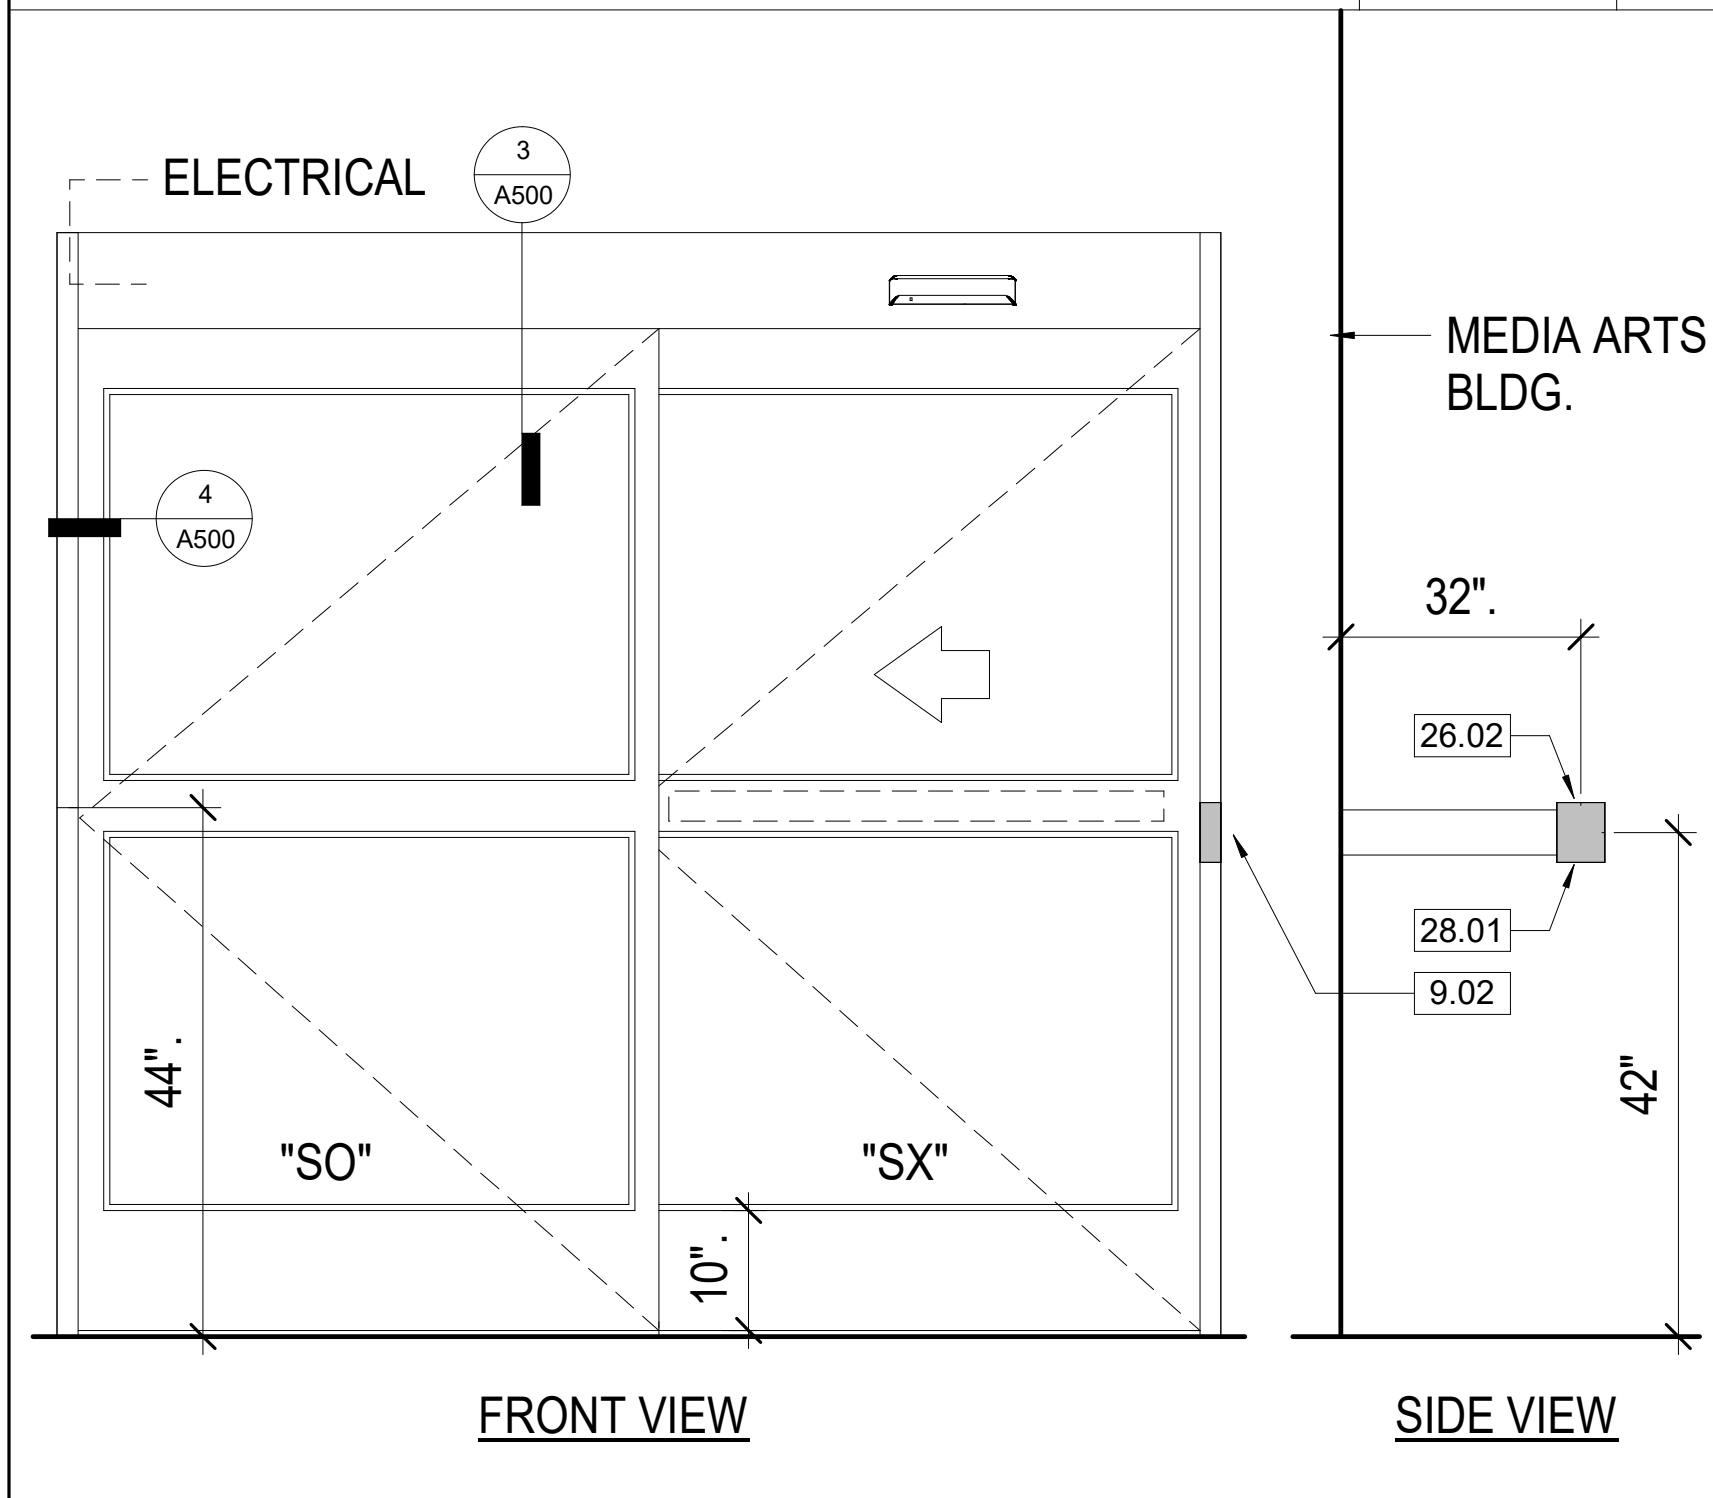 ELECTRICAL
3
A500
MEDIA ARTS
BLDG.
4
A500
32".
26.02
28.01
9.02
44".
42"
"SO"
"SX"
10".
FRONT VIEW
SIDE VIEW